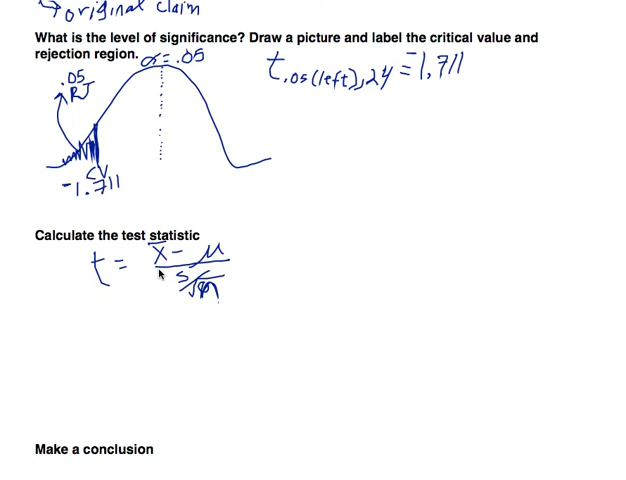 original claim
What is the level of significance? Draw a picture and label the critical value and
rejection region.
α = .05
t.05(left),24 = -1.711
.05
RJ
CV
-1.711
Calculate the test statistic
t = x̄ - μ
s/√n
Make a conclusion